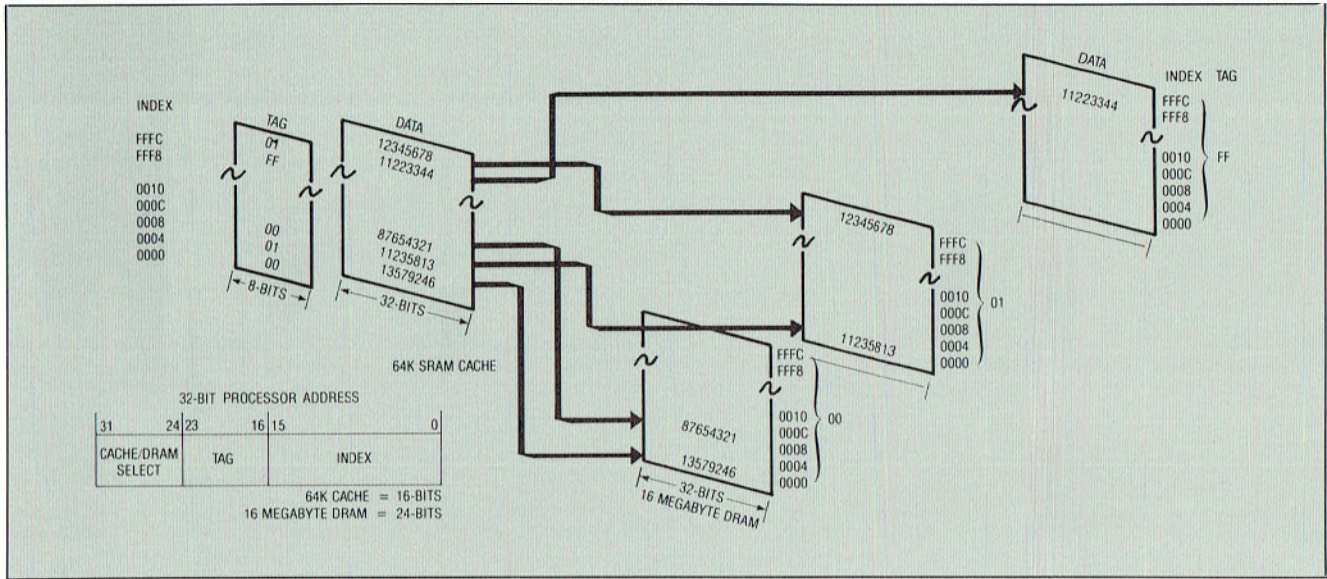 INDEX
FFFC
FFF8
0010
000C
0008
0004
0000
TAG
01
FF
00
01
00
8-BITS
DATA
12345678
11223344
87654321
11235813
13579246
32-BITS
64K SRAM CACHE
DATA
11223344
INDEX TAG
FFFC
FFF8
0010
000C
0008
0004
0000
FF
12345678
11235813
FFFC
FFF8
0010
000C
0008
0004
0000
01
87654321
13579246
FFFC
FFF8
0010
000C
0008
0004
0000
00
32-BITS
16 MEGABYTE DRAM
32-BIT PROCESSOR ADDRESS
31 24 23 16 15 0
CACHE/DRAM SELECT TAG INDEX
64K CACHE = 16-BITS
16 MEGABYTE DRAM = 24-BITS